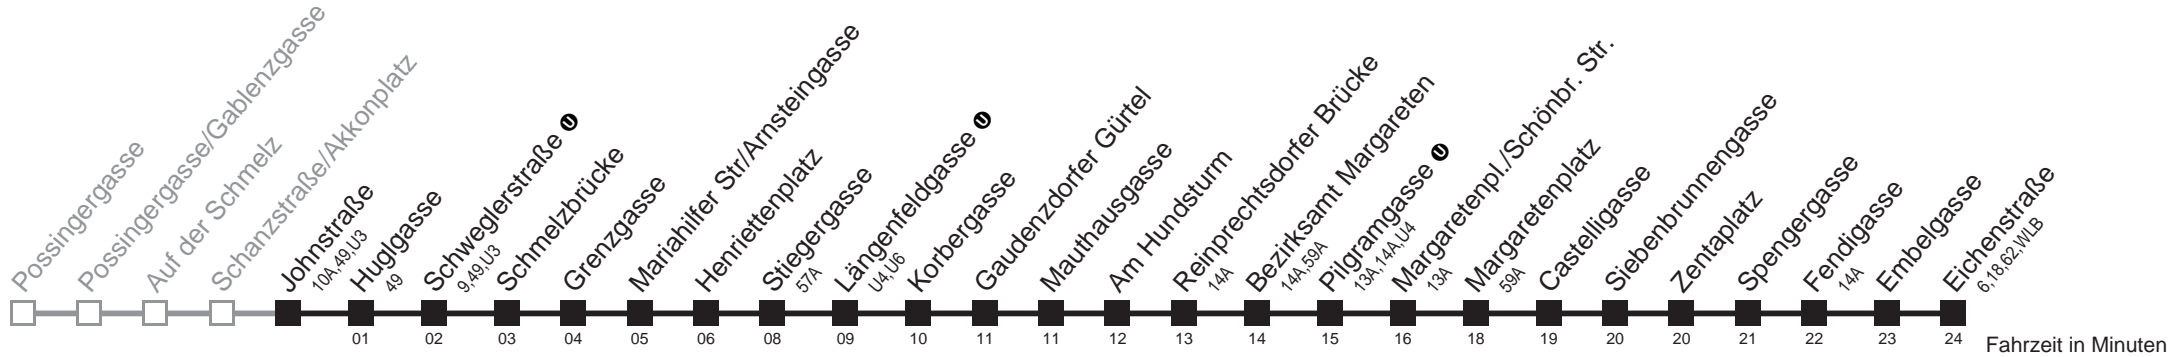 Possingergasse
Possingergasse/Gablenzgasse
Auf der Schmelz
Schanzstraße/Akkonplatz
Johnstraße
10A,49,U3
Huglgasse
49
Schweglerstraße U
9,49,U3
Schmelzbrücke
Grenzgasse
Mariahilfer Str/Arnsteingasse
Henriettenplatz
Stiegergasse
57A
Längenfeldgasse U
U4,U6
Korbergasse
Gaudenzdorfer Gürtel
Mauthausgasse
Am Hundsturm
Reinprechtsdorfer Brücke
14A
Bezirksamt Margareten
14A,59A
Pilgramgasse U
13A,14A,U4
Margaretenpl./Schönbr. Str.
13A
Margaretenplatz
59A
Castelligasse
Siebenbrunnengasse
Zentaplatz
Spengergasse
Fendigasse
14A
Embelgasse
Eichenstraße
6,18,62,WLB
01 02 03 04 05 06 08 09 10 11 11 12 13 14 15 16 18 19 20 20 21 22 23 24 Fahrzeit in Minuten